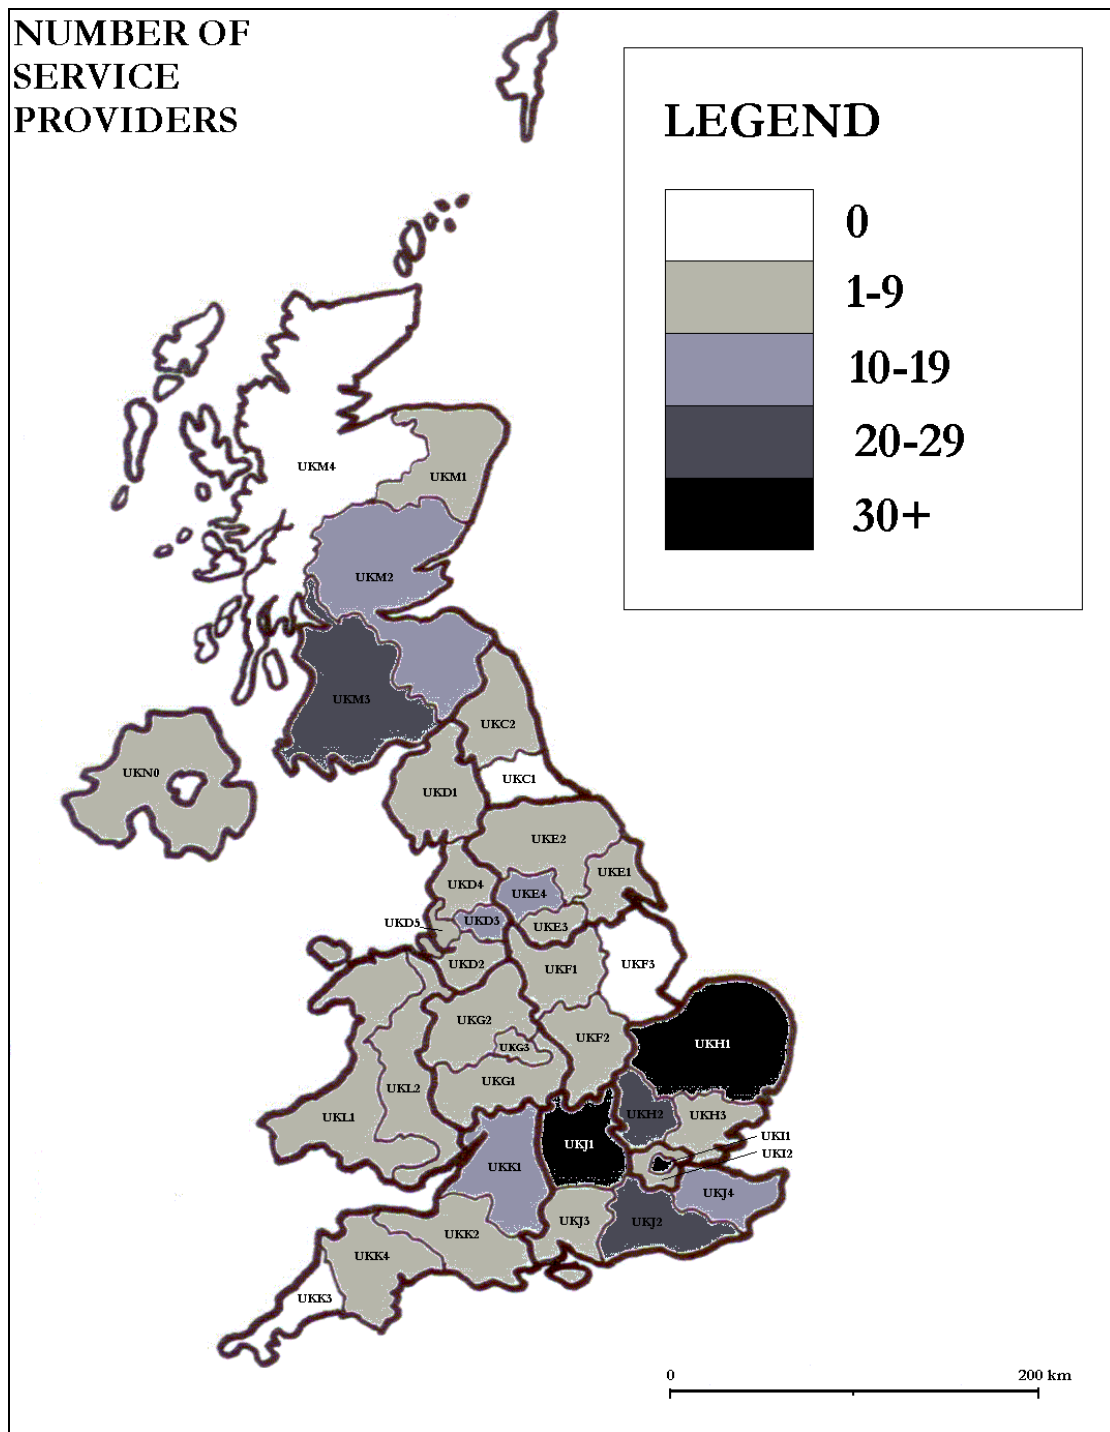 NUMBER OF
SERVICE
PROVIDERS
LEGEND
0
1-9
10-19
20-29
30+
UKM4
UKM1
UKM2
UKM3
UKC2
UKN0
UKC1
UKD1
UKE2
UKE1
UKD4
UKE4
UKD5
UKD3
UKE3
UKD2
UKF1
UKF3
UKG2
UKF2
UKH1
UKG3
UKG1
UKL2
UKL1
UKH2
UKH3
UKJ1
UKI1
UKI2
UKK1
UKJ4
UKJ3
UKJ2
UKK2
UKK4
UKK3
0
200 km